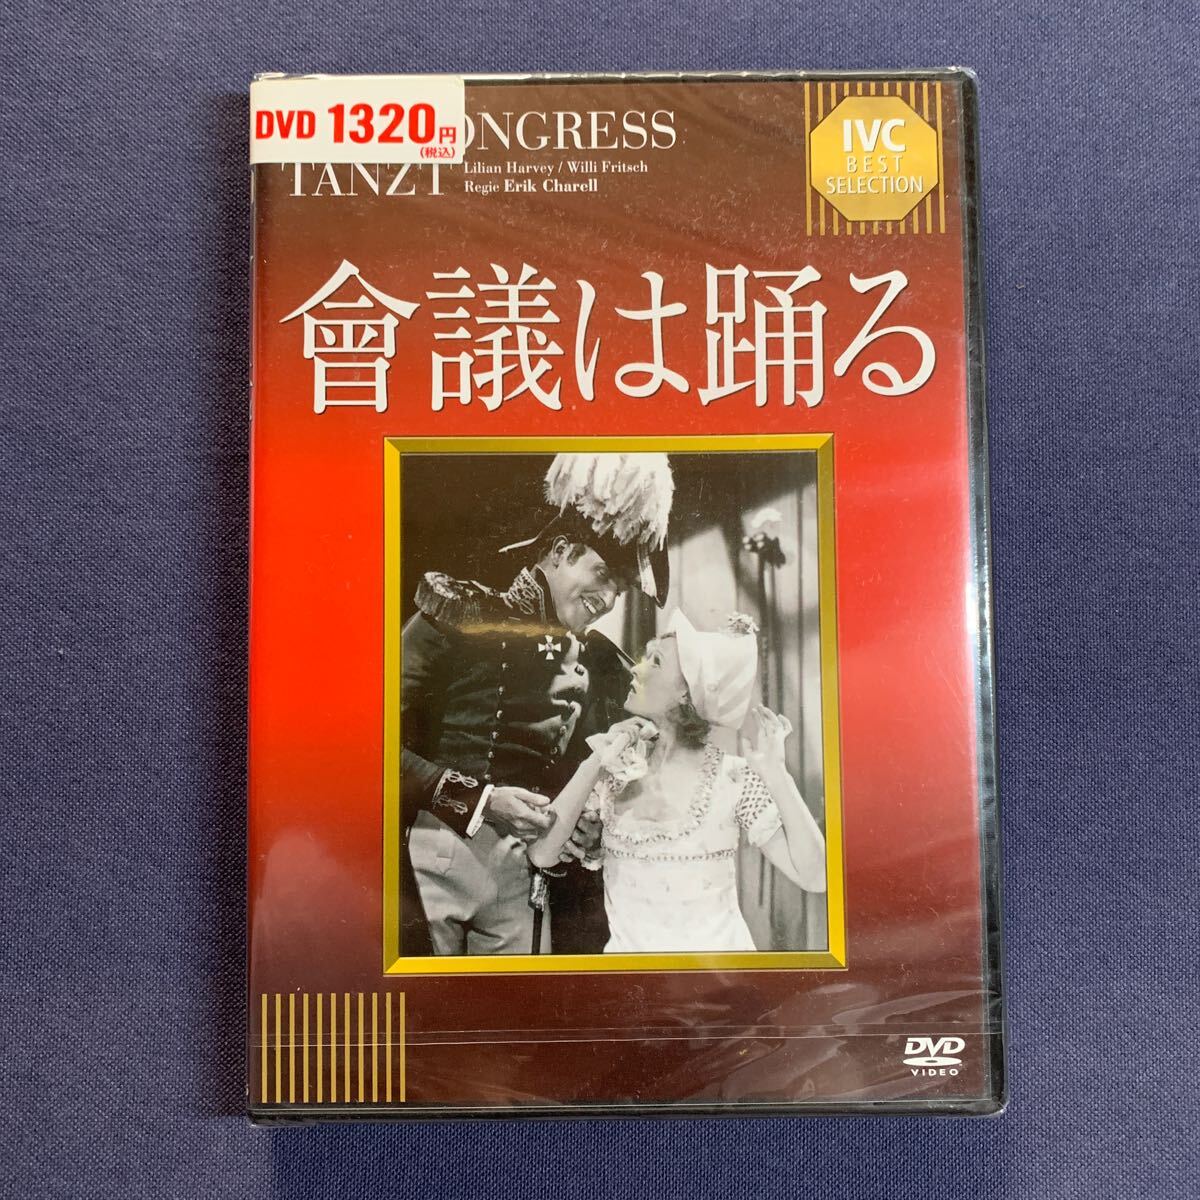 DVD 1320円
(税込)
ONGRESS
TANZT
Lilian Harvey / Willi Fritsch
Regie Erik Charell
IVC
BEST
SELECTION
會議は踊る
DVD
VIDEO